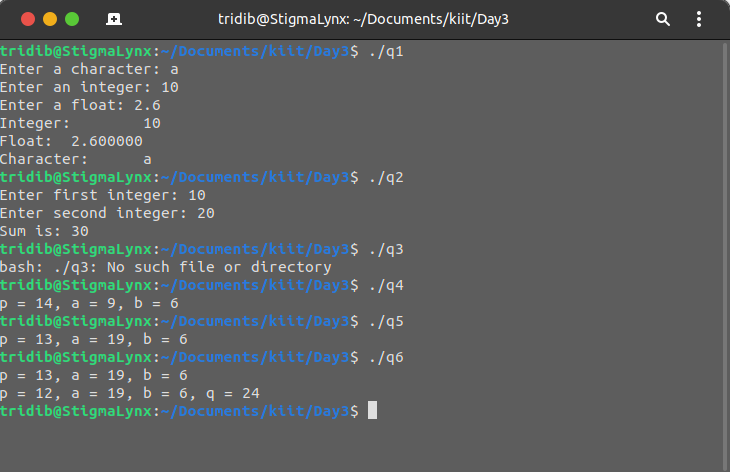 tridib@StigmaLynx: ~/Documents/kiit/Day3
tridib@StigmaLynx:~/Documents/kiit/Day3$ ./q1
Enter a character: a
Enter an integer: 10
Enter a float: 2.6
Integer:        10
Float:  2.600000
Character:      a
tridib@StigmaLynx:~/Documents/kiit/Day3$ ./q2
Enter first integer: 10
Enter second integer: 20
Sum is: 30
tridib@StigmaLynx:~/Documents/kiit/Day3$ ./q3
bash: ./q3: No such file or directory
tridib@StigmaLynx:~/Documents/kiit/Day3$ ./q4
p = 14, a = 9, b = 6
tridib@StigmaLynx:~/Documents/kiit/Day3$ ./q5
p = 13, a = 19, b = 6
tridib@StigmaLynx:~/Documents/kiit/Day3$ ./q6
p = 13, a = 19, b = 6
p = 12, a = 19, b = 6, q = 24
tridib@StigmaLynx:~/Documents/kiit/Day3$